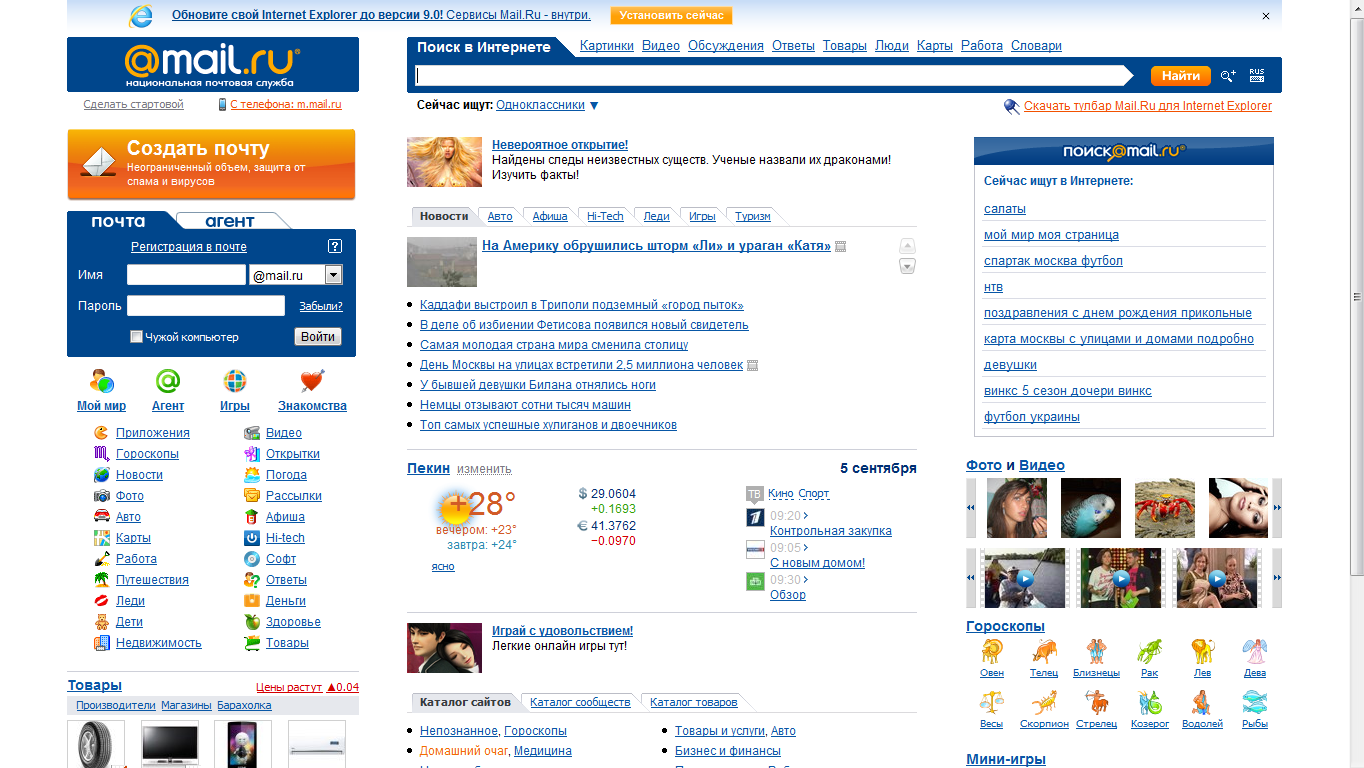 Обновите свой Internet Explorer до версии 9.0! Сервисы Mail.Ru - внутри.
Установить сейчас
@mail.ru®
национальная почтовая служба
Сделать стартовой
С телефона: m.mail.ru
Поиск в Интернете
Картинки Видео Обсуждения Ответы Товары Люди Карты Работа Словари
Найти
RUS
Сейчас ищут: Одноклассники ▼
Скачать тулбар Mail.Ru для Internet Explorer
Создать почту
Неограниченный объем, защита от
спама и вирусов
почта
агент
Регистрация в почте
?
Имя
@mail.ru
Пароль
Забыли?
Чужой компьютер
Войти
Мой мир
Агент
Игры
Знакомства
Приложения
Видео
Гороскопы
Открытки
Новости
Погода
Фото
Рассылки
Авто
Афиша
Карты
Hi-tech
Работа
Софт
Путешествия
Ответы
Леди
Деньги
Дети
Здоровье
Недвижимость
Товары
Товары
Цены растут ▲0.04
Производители Магазины Барахолка
Невероятное открытие!
Найдены следы неизвестных существ. Ученые назвали их драконами!
Изучить факты!
Новости Авто Афиша Hi-Tech Леди Игры Туризм
На Америку обрушились шторм «Ли» и ураган «Катя»
Каддафи выстроил в Триполи подземный «город пыток»
В деле об избиении Фетисова появился новый свидетель
Самая молодая страна мира сменила столицу
День Москвы на улицах встретили 2,5 миллиона человек
У бывшей девушки Билана отнялись ноги
Немцы отзывают сотни тысяч машин
Топ самых успешных хулиганов и двоечников
Пекин изменить
5 сентября
+28°
вечером: +23°
завтра: +24°
ясно
$ 29.0604
+0.1693
€ 41.3762
−0.0970
ТВ Кино Спорт
09:20 ›
Контрольная закупка
09:05 ›
С новым домом!
09:30 ›
Обзор
Играй с удовольствием!
Легкие онлайн игры тут!
Каталог сайтов Каталог сообществ Каталог товаров
Непознанное, Гороскопы
Товары и услуги, Авто
Домашний очаг, Медицина
Бизнес и финансы
поиск@mail.ru®
Сейчас ищут в Интернете:
салаты
мой мир моя страница
спартак москва футбол
нтв
поздравления с днем рождения прикольные
карта москвы с улицами и домами подробно
девушки
винкс 5 сезон дочери винкс
футбол украины
Фото и Видео
Гороскопы
Овен Телец Близнецы Рак Лев Дева
Весы Скорпион Стрелец Козерог Водолей Рыбы
Мини-игры